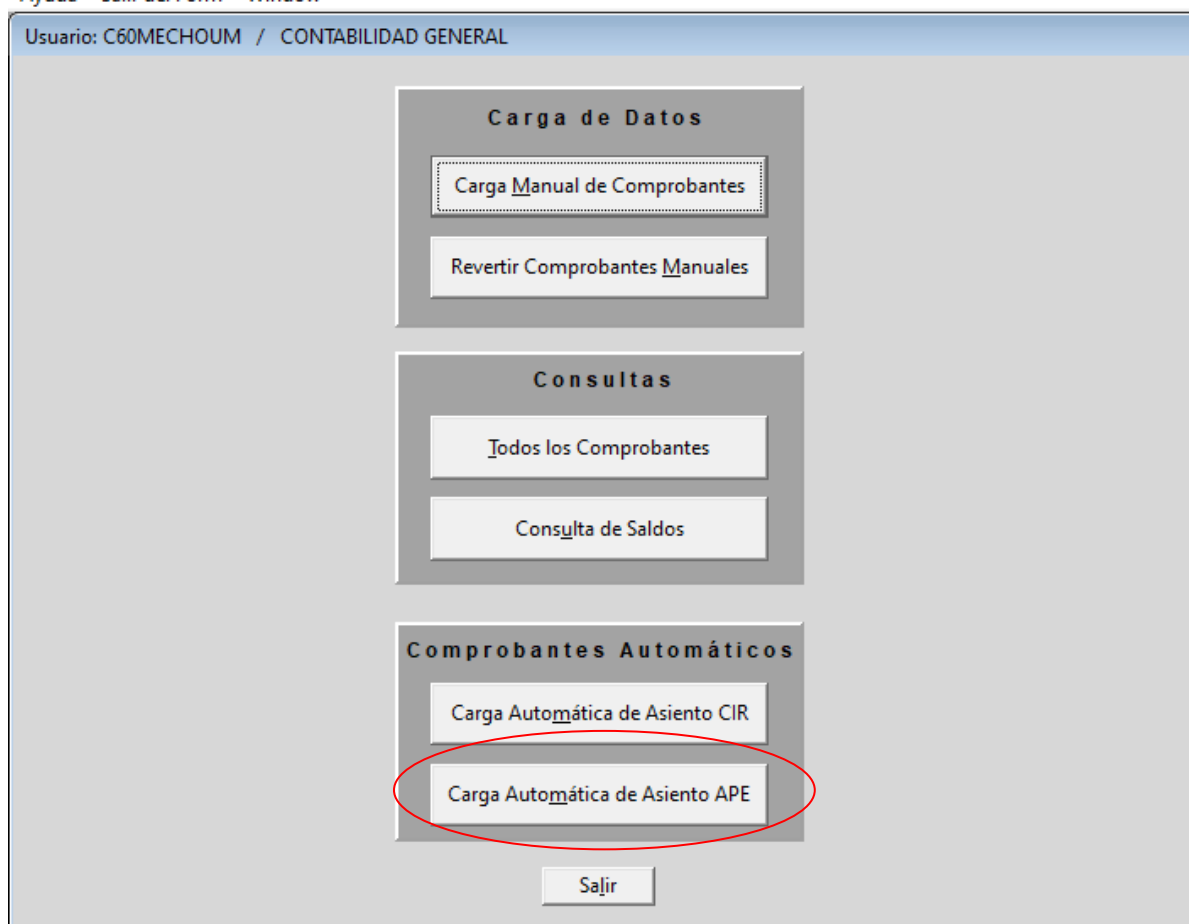 Usuario: C60MECHOUM / CONTABILIDAD GENERAL
Carga de Datos
Carga Manual de Comprobantes
Revertir Comprobantes Manuales
Consultas
Todos los Comprobantes
Consulta de Saldos
Comprobantes Automáticos
Carga Automática de Asiento CIR
Carga Automática de Asiento APE
Salir